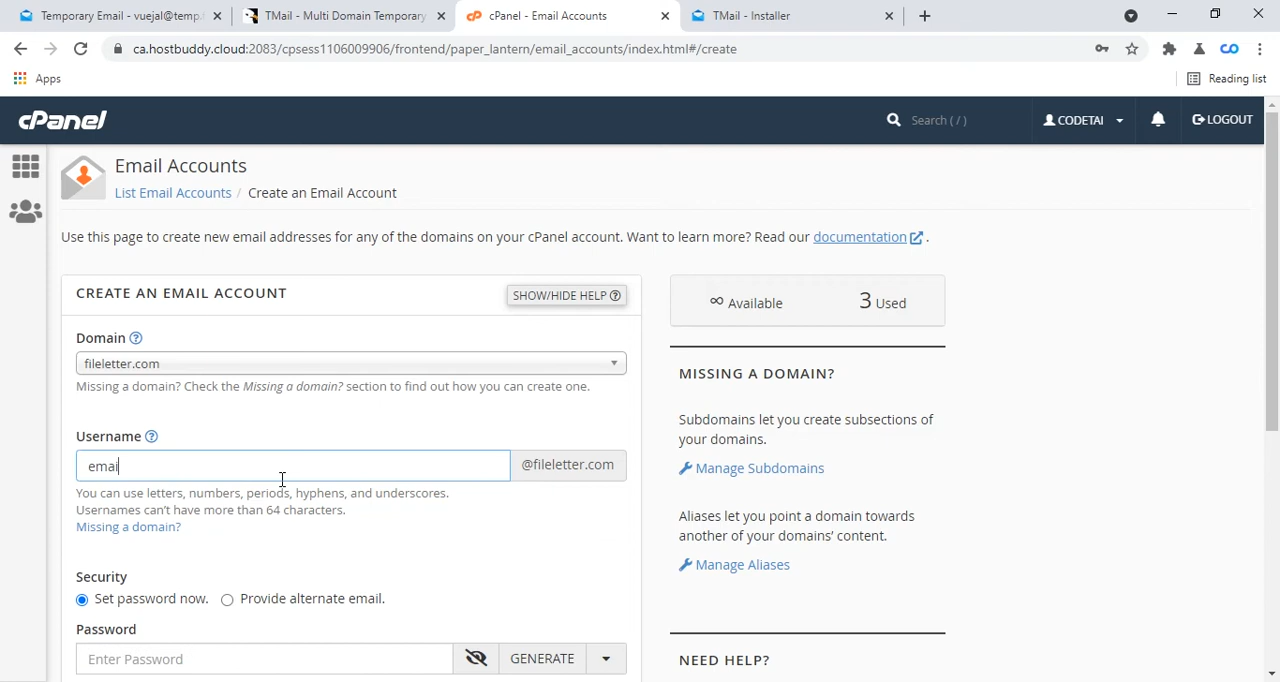 Temporary Email - vuejal@temp.
TMail - Multi Domain Temporary
cPanel - Email Accounts
TMail - Installer
ca.hostbuddy.cloud:2083/cpsess1106009906/frontend/paper_lantern/email_accounts/index.html#/create
Apps
Reading list
cPanel
Search ( / )
CODETAI
LOGOUT
Email Accounts
List Email Accounts / Create an Email Account
Use this page to create new email addresses for any of the domains on your cPanel account. Want to learn more? Read our documentation .
CREATE AN EMAIL ACCOUNT
SHOW/HIDE HELP
∞ Available
3 Used
Domain
fileletter.com
Missing a domain? Check the Missing a domain? section to find out how you can create one.
MISSING A DOMAIN?
Subdomains let you create subsections of
your domains.
Manage Subdomains
Username
emai
@fileletter.com
You can use letters, numbers, periods, hyphens, and underscores.
Usernames can't have more than 64 characters.
Missing a domain?
Aliases let you point a domain towards
another of your domains' content.
Manage Aliases
Security
Set password now.
Provide alternate email.
Password
Enter Password
GENERATE
NEED HELP?